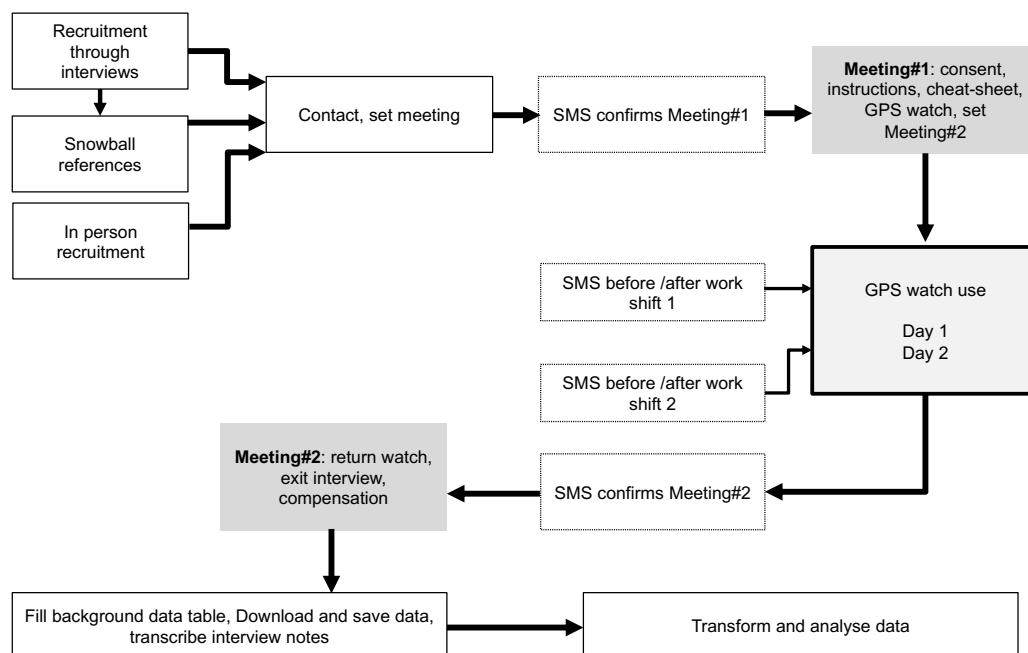 Recruitment
through
interviews
Snowball
references
In person
recruitment
Contact, set meeting
SMS confirms Meeting#1
Meeting#1: consent,
instructions, cheat-sheet,
GPS watch, set
Meeting#2
SMS before /after work
shift 1
SMS before /after work
shift 2
GPS watch use
Day 1
Day 2
SMS confirms Meeting#2
Meeting#2: return watch,
exit interview,
compensation
Fill background data table, Download and save data,
transcribe interview notes
Transform and analyse data